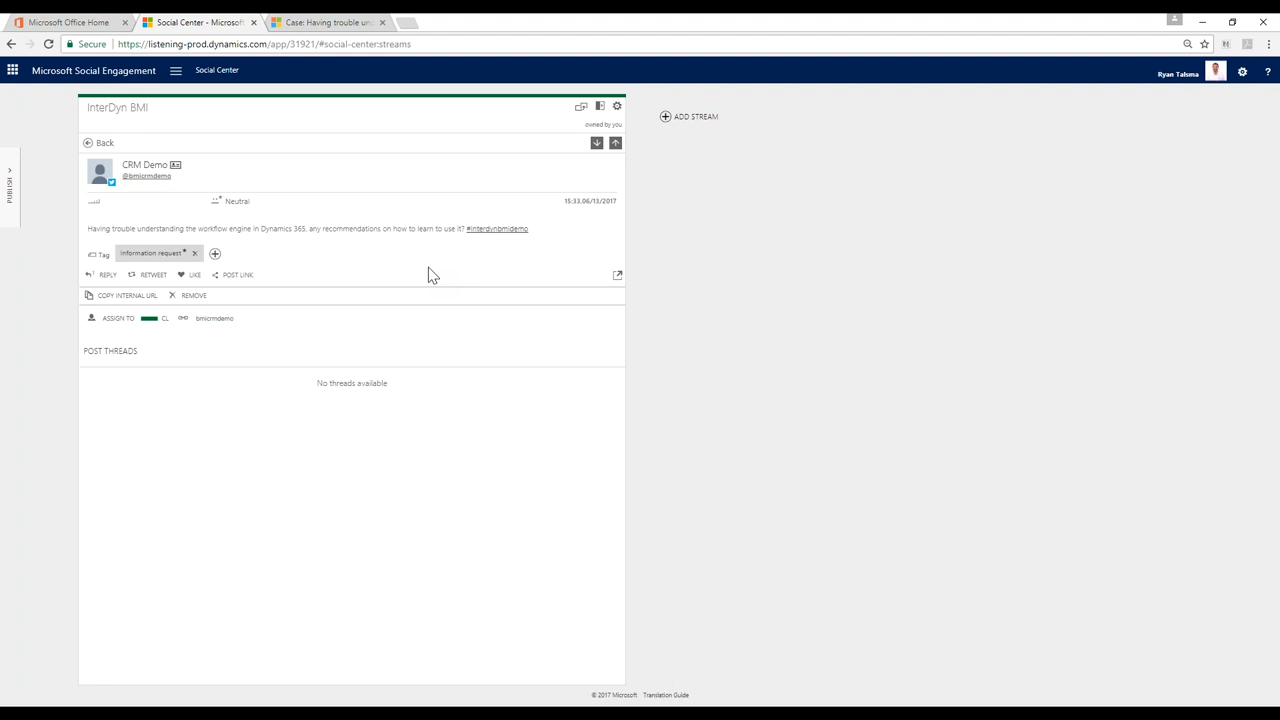 Microsoft Office Home
Social Center - Microsoft
Case: Having trouble un
Secure
https://listening-prod.dynamics.com/app/31921/#social-center:streams
Microsoft Social Engagement
Social Center
Ryan Talsma
?
InterDyn BMI
owned by you
Back
CRM Demo
@bmicrmdemo
Neutral
15:33, 06/13/2017
Having trouble understanding the workflow engine in Dynamics 365, any recommendations on how to learn to use it? #interdynbmidemo
Tag
Information request*
REPLY
RETWEET
LIKE
POST LINK
COPY INTERNAL URL
REMOVE
ASSIGN TO
CL
bmicrmdemo
POST THREADS
No threads available
PUBLISH
ADD STREAM
© 2017 Microsoft
Translation Guide